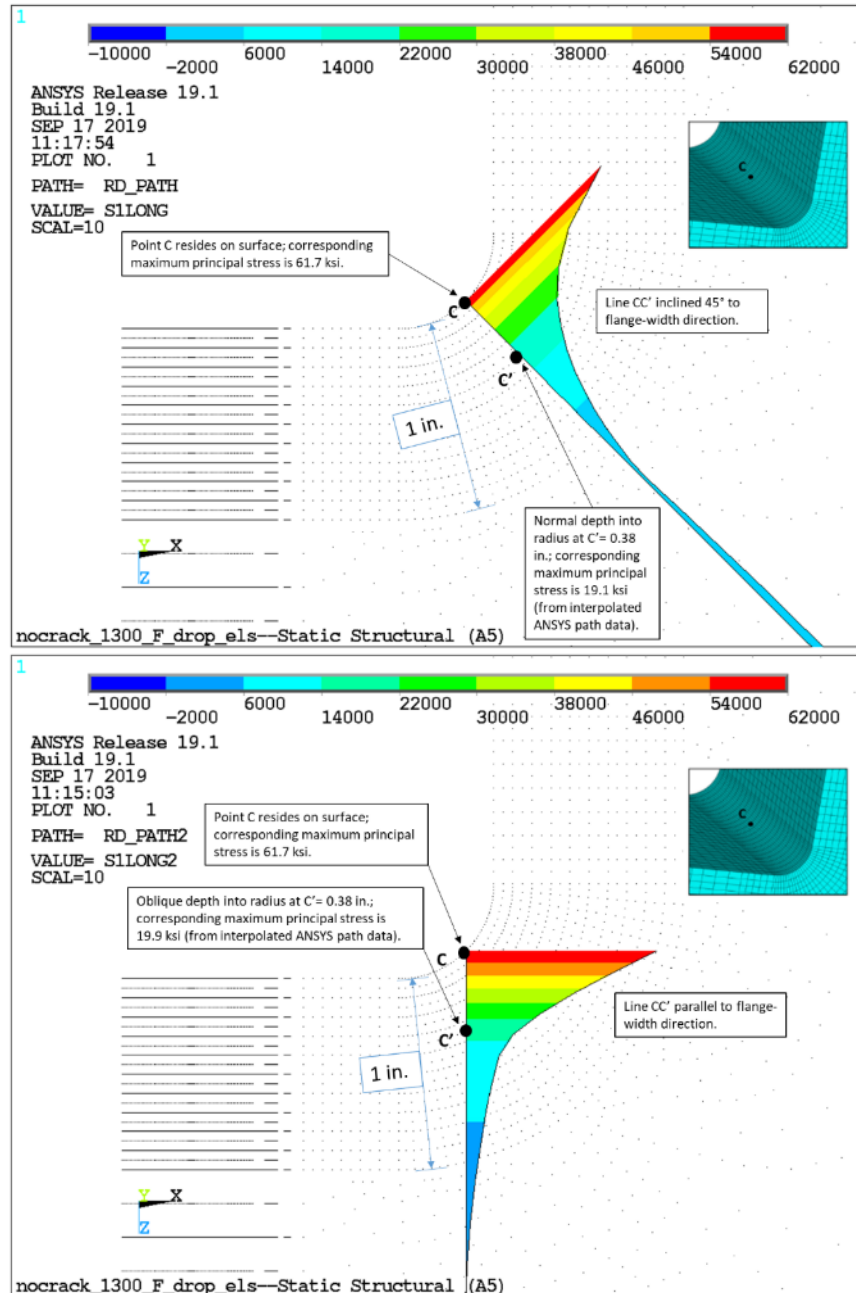 1
-10000
-2000
6000
14000
22000
30000
38000
46000
54000
62000
ANSYS Release 19.1
Build 19.1
SEP 17 2019
11:17:54
PLOT NO. 1
PATH= RD_PATH
VALUE= S1LONG
SCAL=10
C
Point C resides on surface; corresponding
maximum principal stress is 61.7 ksi.
C
Line CC' inclined 45° to
flange-width direction.
C'
1 in.
Normal depth into
radius at C'= 0.38
in.; corresponding
maximum principal
stress is 19.1 ksi
(from interpolated
ANSYS path data).
Y X
Z
nocrack_1300_F_drop_els--Static Structural (A5)
1
-10000
-2000
6000
14000
22000
30000
38000
46000
54000
62000
ANSYS Release 19.1
Build 19.1
SEP 17 2019
11:15:03
PLOT NO. 1
PATH= RD_PATH2
VALUE= S1LONG2
SCAL=10
C
Point C resides on surface;
corresponding maximum principal
stress is 61.7 ksi.
Oblique depth into radius at C'= 0.38 in.;
corresponding maximum principal stress is
19.9 ksi (from interpolated ANSYS path data).
C
Line CC' parallel to flange-
width direction.
C'
1 in.
Y X
Z
nocrack_1300_F_drop_els--Static Structural (A5)